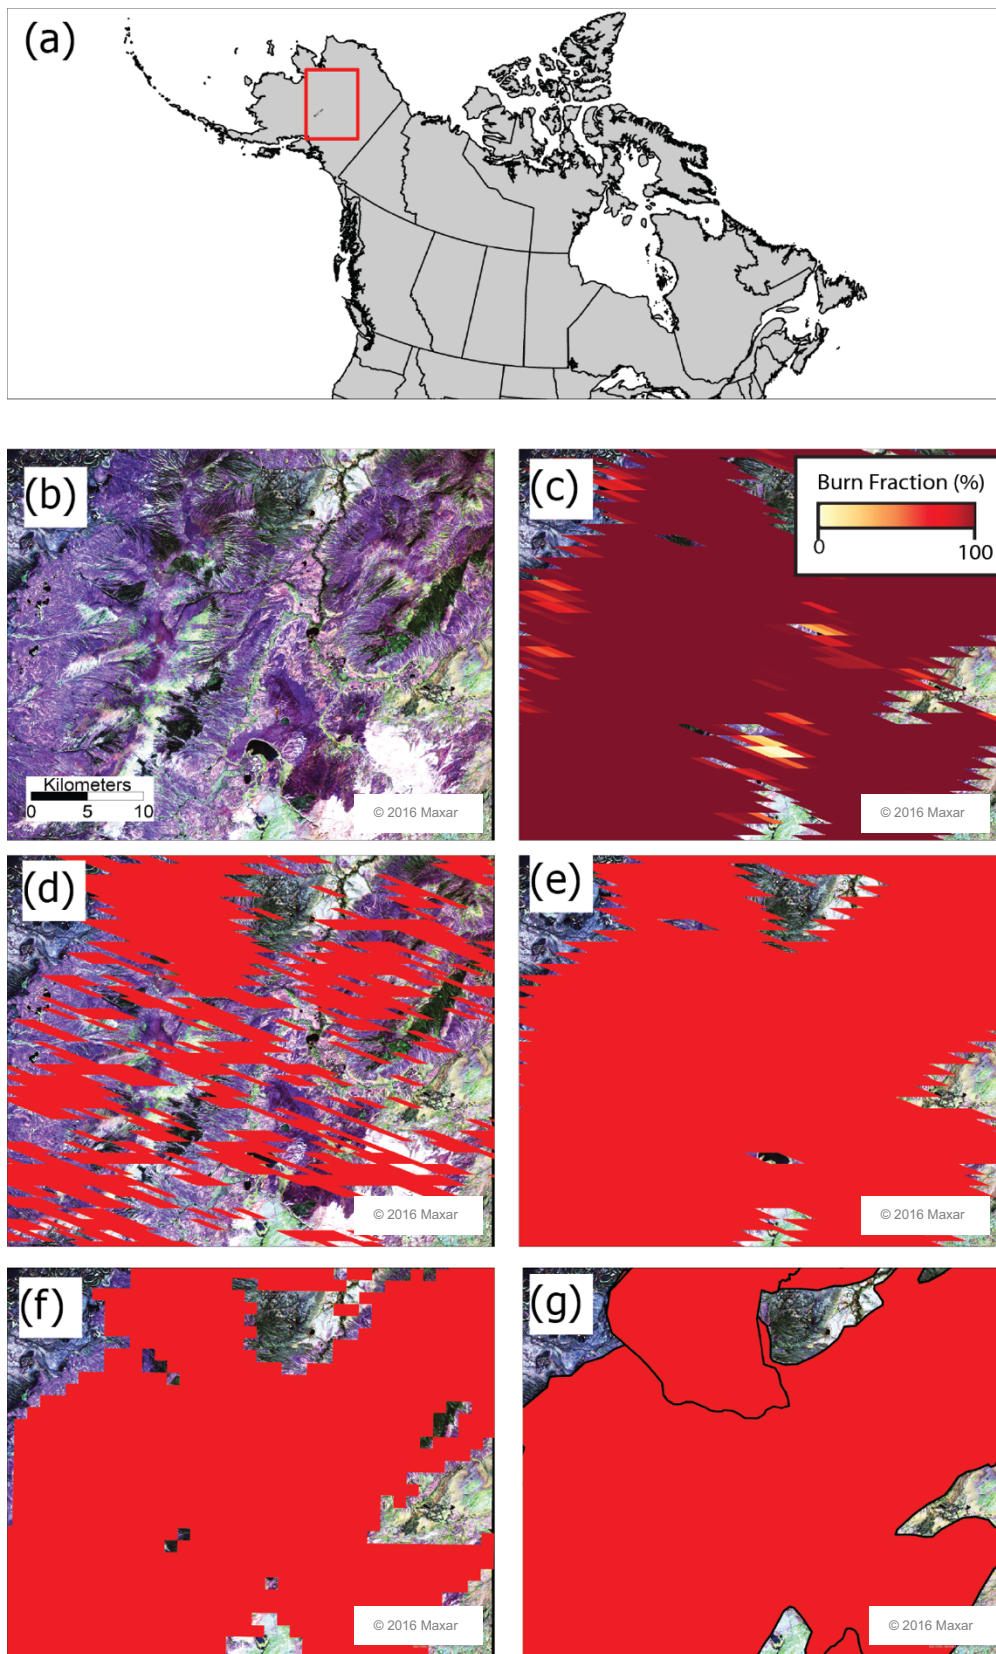 (a)
(b)
Kilometers
0 5 10
© 2016 Maxar
(c)
Burn Fraction (%)
0 100
© 2016 Maxar
(d)
© 2016 Maxar
(e)
© 2016 Maxar
(f)
© 2016 Maxar
(g)
© 2016 Maxar